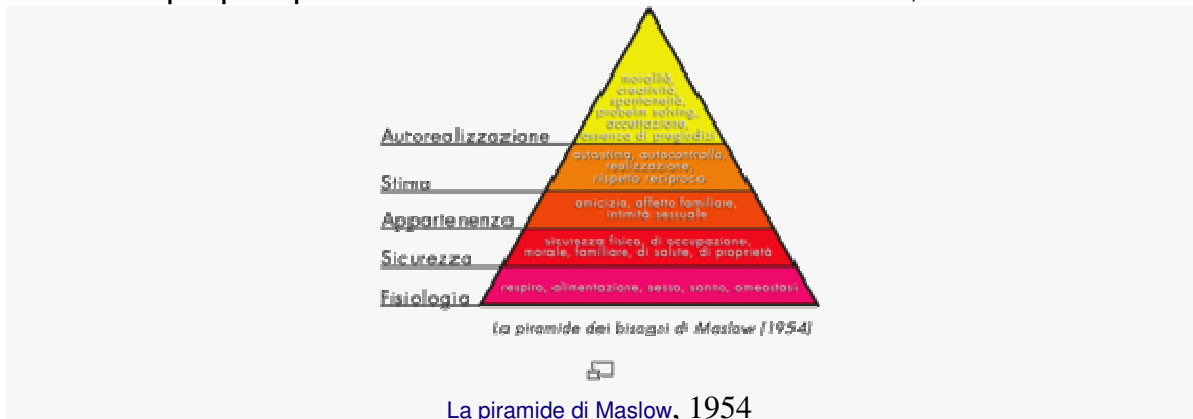 moralità,
creatività,
spontaneità,
problem solving,
accettazione,
assenza di pregiudizi
Autorealizzazione
autostima, autocontrollo,
realizzazione,
rispetto reciproco
Stima
amicizia, affetto familiare,
intimità sessuale
Appartenenza
sicurezza fisica, di occupazione,
morale, familiare, di salute, di proprietà
Sicurezza
respiro, alimentazione, sesso, sonno, omeostasi
Fisiologia
La piramide dei bisogni di Maslow (1954)
La piramide di Maslow, 1954